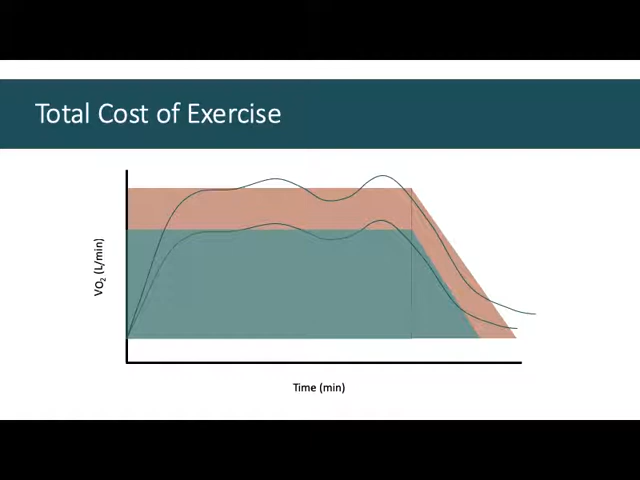 Total Cost of Exercise
VO₂ (L/min)
Time (min)